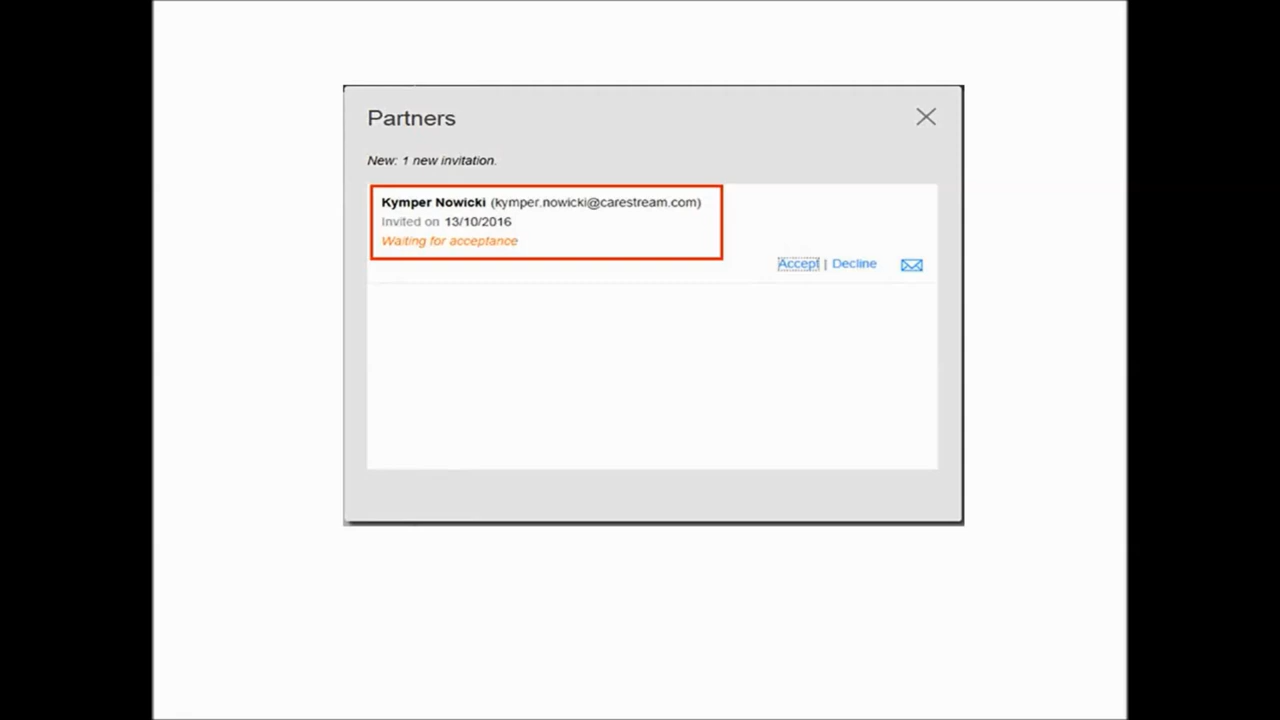 Partners
New: 1 new invitation.
Kymper Nowicki (kymper.nowicki@carestream.com)
Invited on 13/10/2016
Waiting for acceptance
Accept | Decline